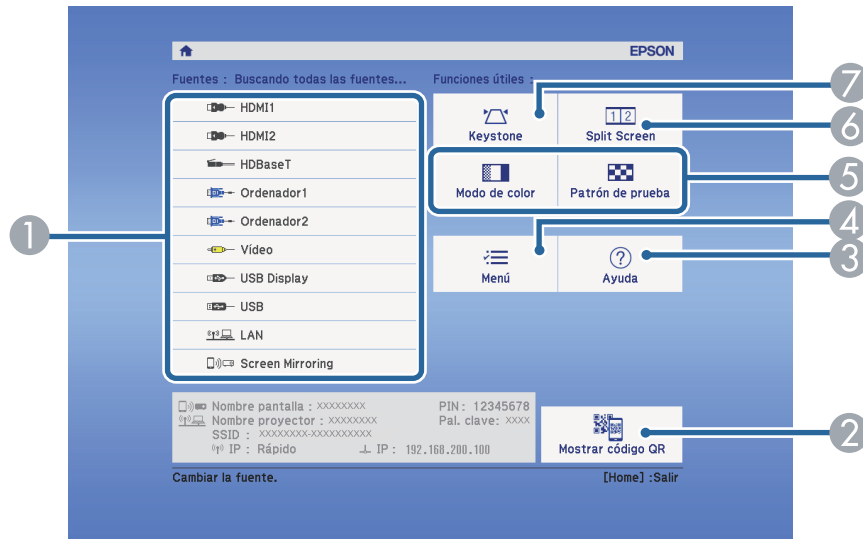 EPSON
Fuentes : Buscando todas las fuentes...
Funciones útiles :
HDMI1
HDMI2
HDBaseT
Ordenador1
Ordenador2
Vídeo
USB Display
USB
LAN
Screen Mirroring
Keystone
Split Screen
1 2
Modo de color
Patrón de prueba
Menú
Ayuda
?
1
7
6
5
4
3
2
Nombre pantalla : XXXXXXXX
PIN : 12345678
Nombre proyector : XXXXXXXX
Pal. clave: XXXX
SSID : XXXXXXXX-XXXXXXXXXX
IP : Rápido
IP : 192.168.200.100
Mostrar código QR
Cambiar la fuente.
[Home] :Salir